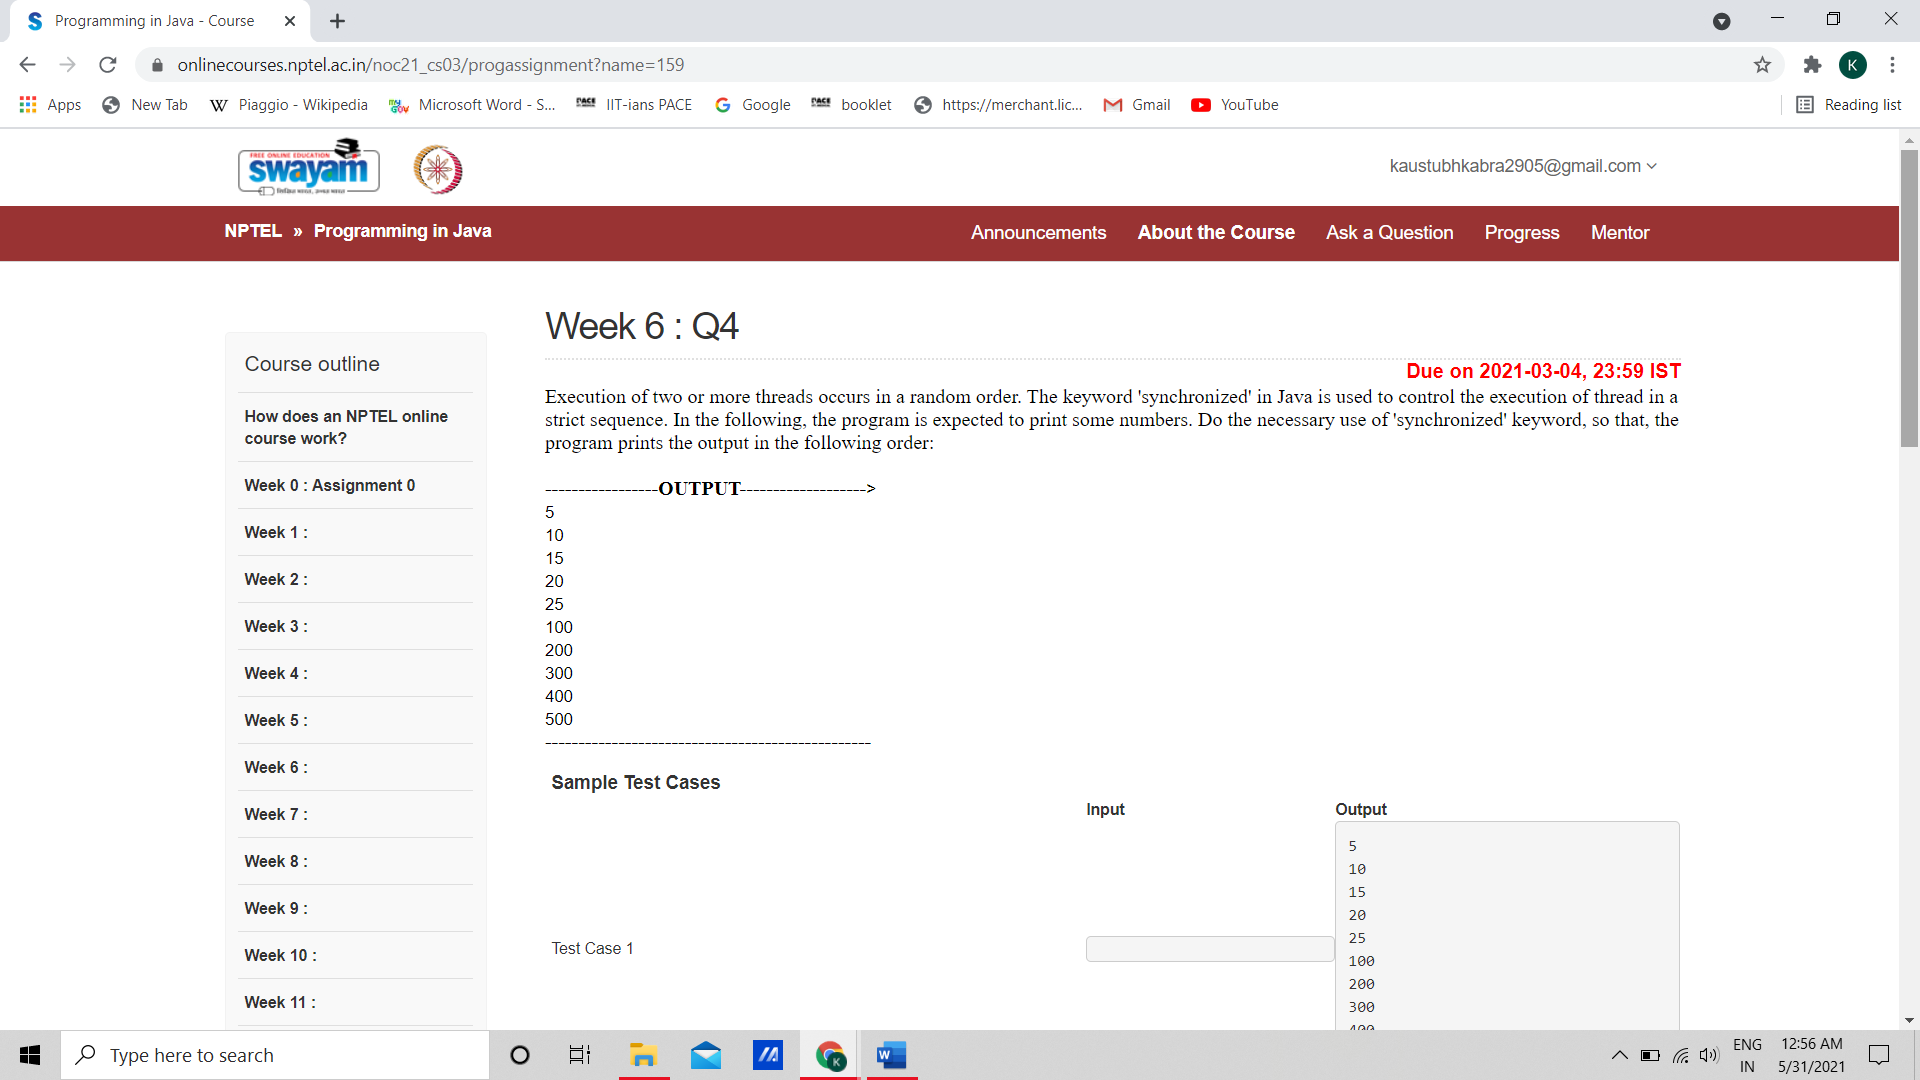 Programming in Java - Course
onlinecourses.nptel.ac.in/noc21_cs03/progassignment?name=159
K
Apps
New Tab
W
Piaggio - Wikipedia
Microsoft Word - S...
PACE
IIT-ians PACE
Google
PACE
booklet
https://merchant.lic...
Gmail
YouTube
Reading list
FREE ONLINE EDUCATION
swayam
kaustubhkabra2905@gmail.com
NPTEL » Programming in Java
Announcements
About the Course
Ask a Question
Progress
Mentor
Course outline
How does an NPTEL online
course work?
Week 0 : Assignment 0
Week 1 :
Week 2 :
Week 3 :
Week 4 :
Week 5 :
Week 6 :
Week 7 :
Week 8 :
Week 9 :
Week 10 :
Week 11 :
Week 6 : Q4
Due on 2021-03-04, 23:59 IST
Execution of two or more threads occurs in a random order. The keyword 'synchronized' in Java is used to control the execution of thread in a
strict sequence. In the following, the program is expected to print some numbers. Do the necessary use of 'synchronized' keyword, so that, the
program prints the output in the following order:
-----------------OUTPUT------------------->
5
10
15
20
25
100
200
300
400
500
-------------------------------------------------
Sample Test Cases
Input
Output
Test Case 1
5
10
15
20
25
100
200
300
400
Type here to search
K
W
ENG
IN
12:56 AM
5/31/2021